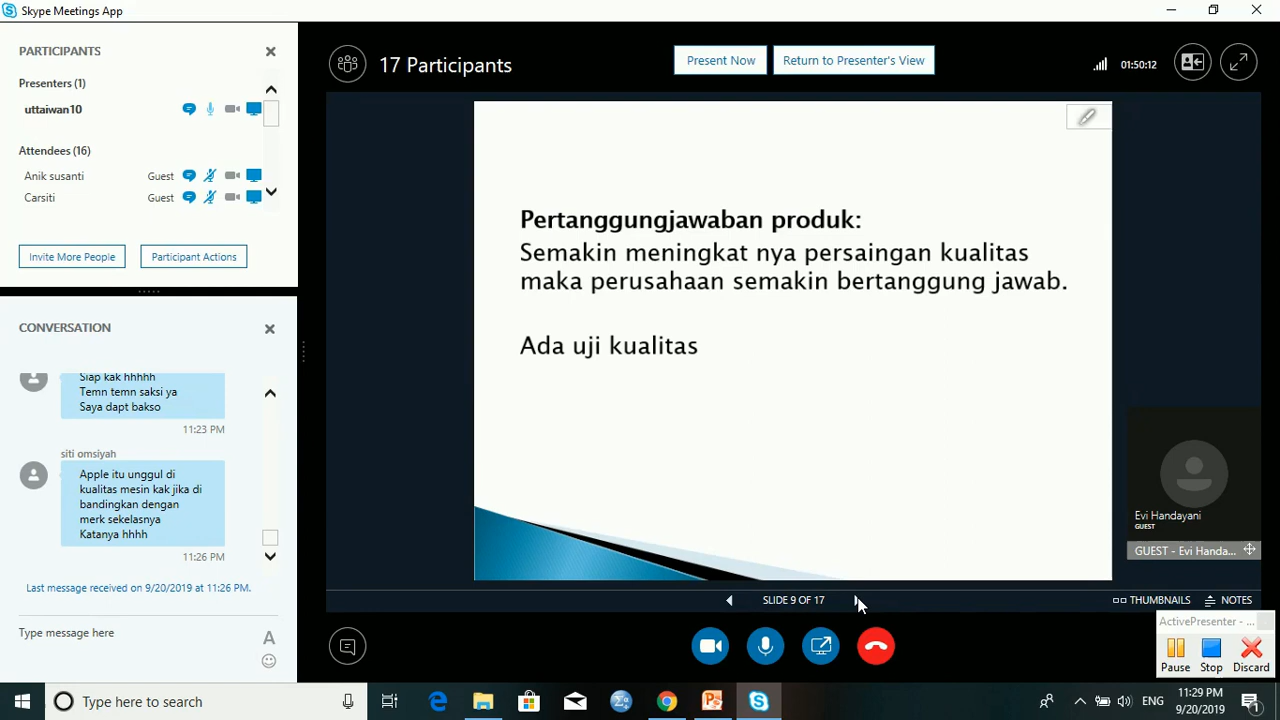 Skype Meetings App
PARTICIPANTS
Presenters (1)
uttaiwan10
Attendees (16)
Anik susanti Guest
Carsiti Guest
Invite More People Participant Actions
CONVERSATION
Siap kak hhhhh
Temn temn saksi ya
Saya dapt bakso
11:23 PM
siti omsiyah
Apple itu unggul di
kualitas mesin kak jika di
bandingkan dengan
merk sekelasnya
Katanya hhhh
11:26 PM
Last message received on 9/20/2019 at 11:26 PM.
Type message here
A
17 Participants
Present Now Return to Presenter's View
01:50:12
Pertanggungjawaban produk:
Semakin meningkat nya persaingan kualitas
maka perusahaan semakin bertanggung jawab.
Ada uji kualitas
Evi Handayani
GUEST
GUEST - Evi Handa...
SLIDE 9 OF 17
THUMBNAILS NOTES
ActivePresenter - ...
Pause Stop Discard
Type here to search
ENG
11:29 PM
9/20/2019
1